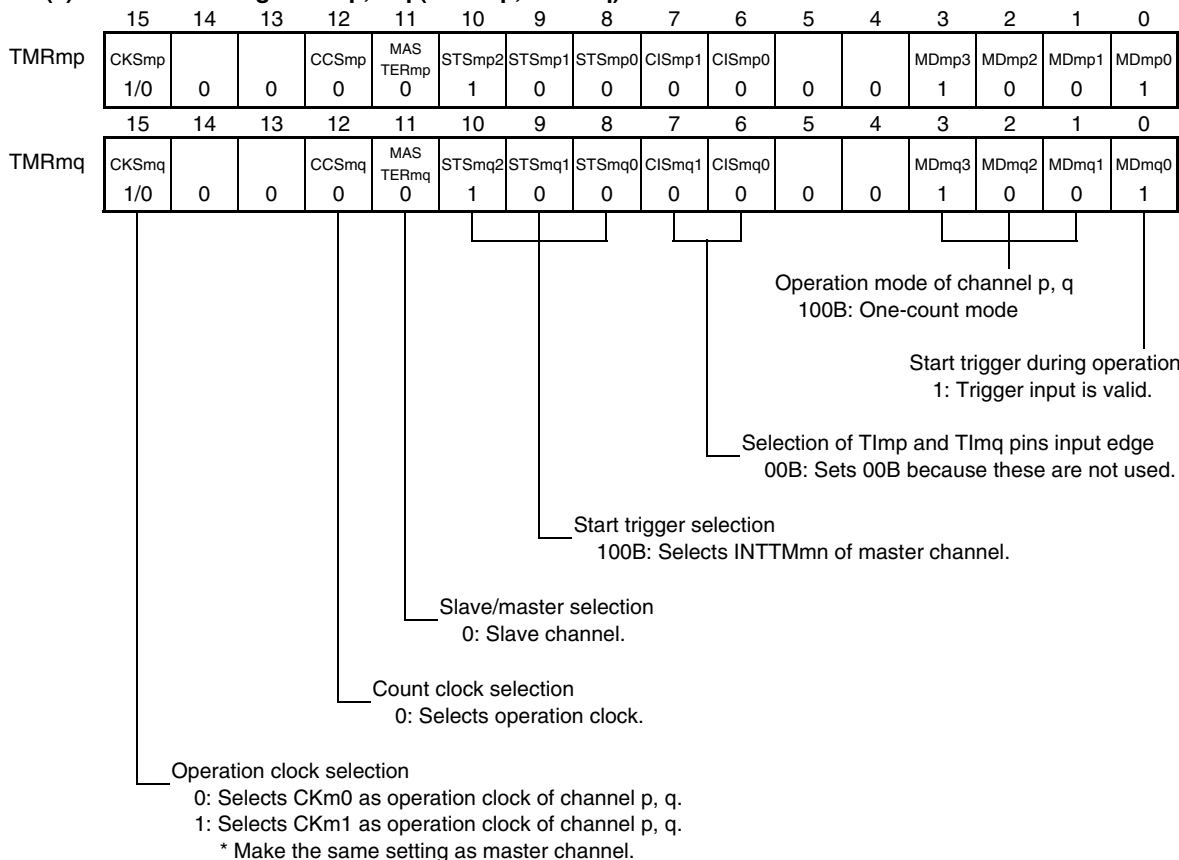 15 14 13 12 11 10 9 8 7 6 5 4 3 2 1 0
TMRmp
CKSmp CCSmp MAS TERmp STSmp2 STSmp1 STSmp0 CISmp1 CISmp0 MDmp3 MDmp2 MDmp1 MDmp0
1/0 0 0 0 0 1 0 0 0 0 0 0 1 0 0 1
15 14 13 12 11 10 9 8 7 6 5 4 3 2 1 0
TMRmq
CKSmq CCSmq MAS TERmq STSmq2 STSmq1 STSmq0 CISmq1 CISmq0 MDmq3 MDmq2 MDmq1 MDmq0
1/0 0 0 0 0 1 0 0 0 0 0 0 1 0 0 1
Operation mode of channel p, q
100B: One-count mode
Start trigger during operation
1: Trigger input is valid.
Selection of TImp and TImq pins input edge
00B: Sets 00B because these are not used.
Start trigger selection
100B: Selects INTTMmn of master channel.
Slave/master selection
0: Slave channel.
Count clock selection
0: Selects operation clock.
Operation clock selection
0: Selects CKm0 as operation clock of channel p, q.
1: Selects CKm1 as operation clock of channel p, q.
* Make the same setting as master channel.